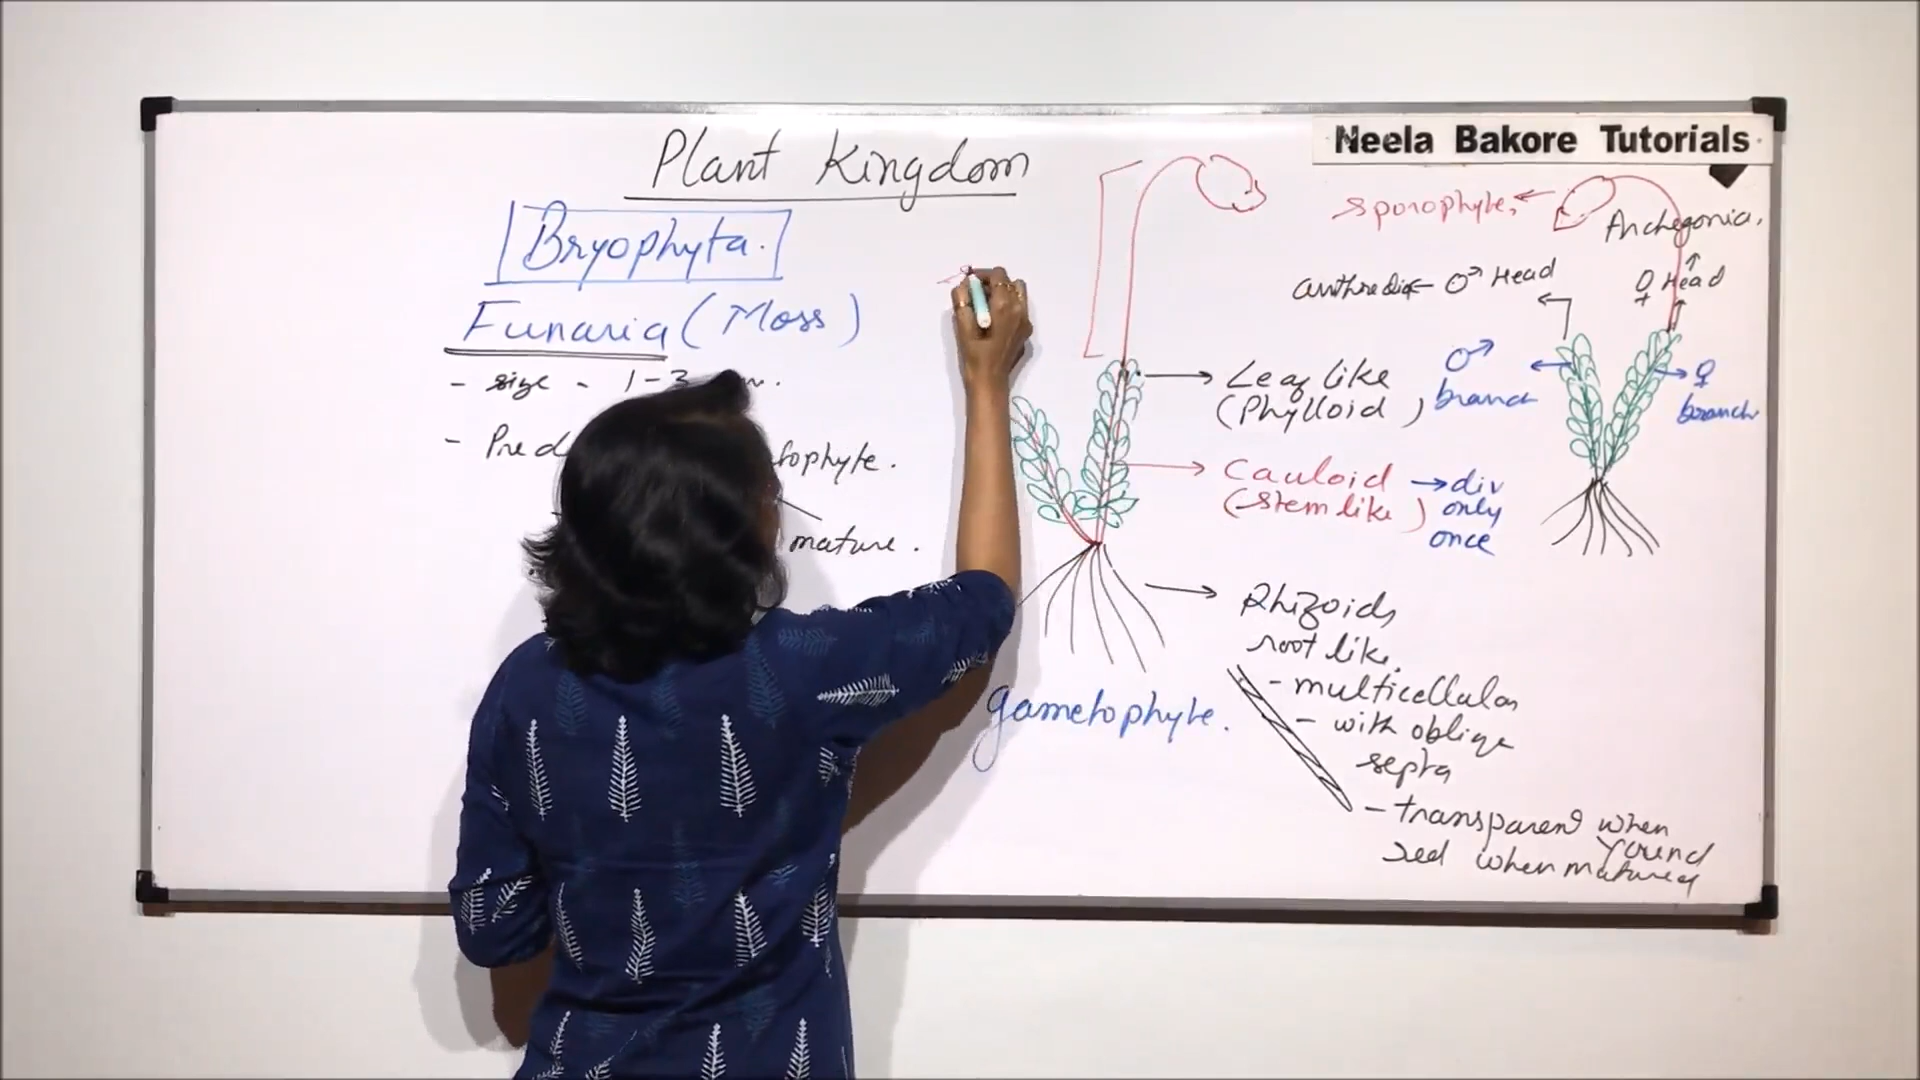 Plant Kingdom
Neela Bakore Tutorials
Bryophyta.
Funaria (Moss)
- size - 1-3
- Pred
tophyte.
mature.
sporophyte,
Archegonia,
♂ Head
♀ Head
Leaf like
(Phylloid)
♂
branch
♀
branch
Cauloid
(stem like)
→ div
only
once
Rhizoids
root like.
- multicellular
- with oblique
septa
- transparent when
young
red when matured
gametophyte.